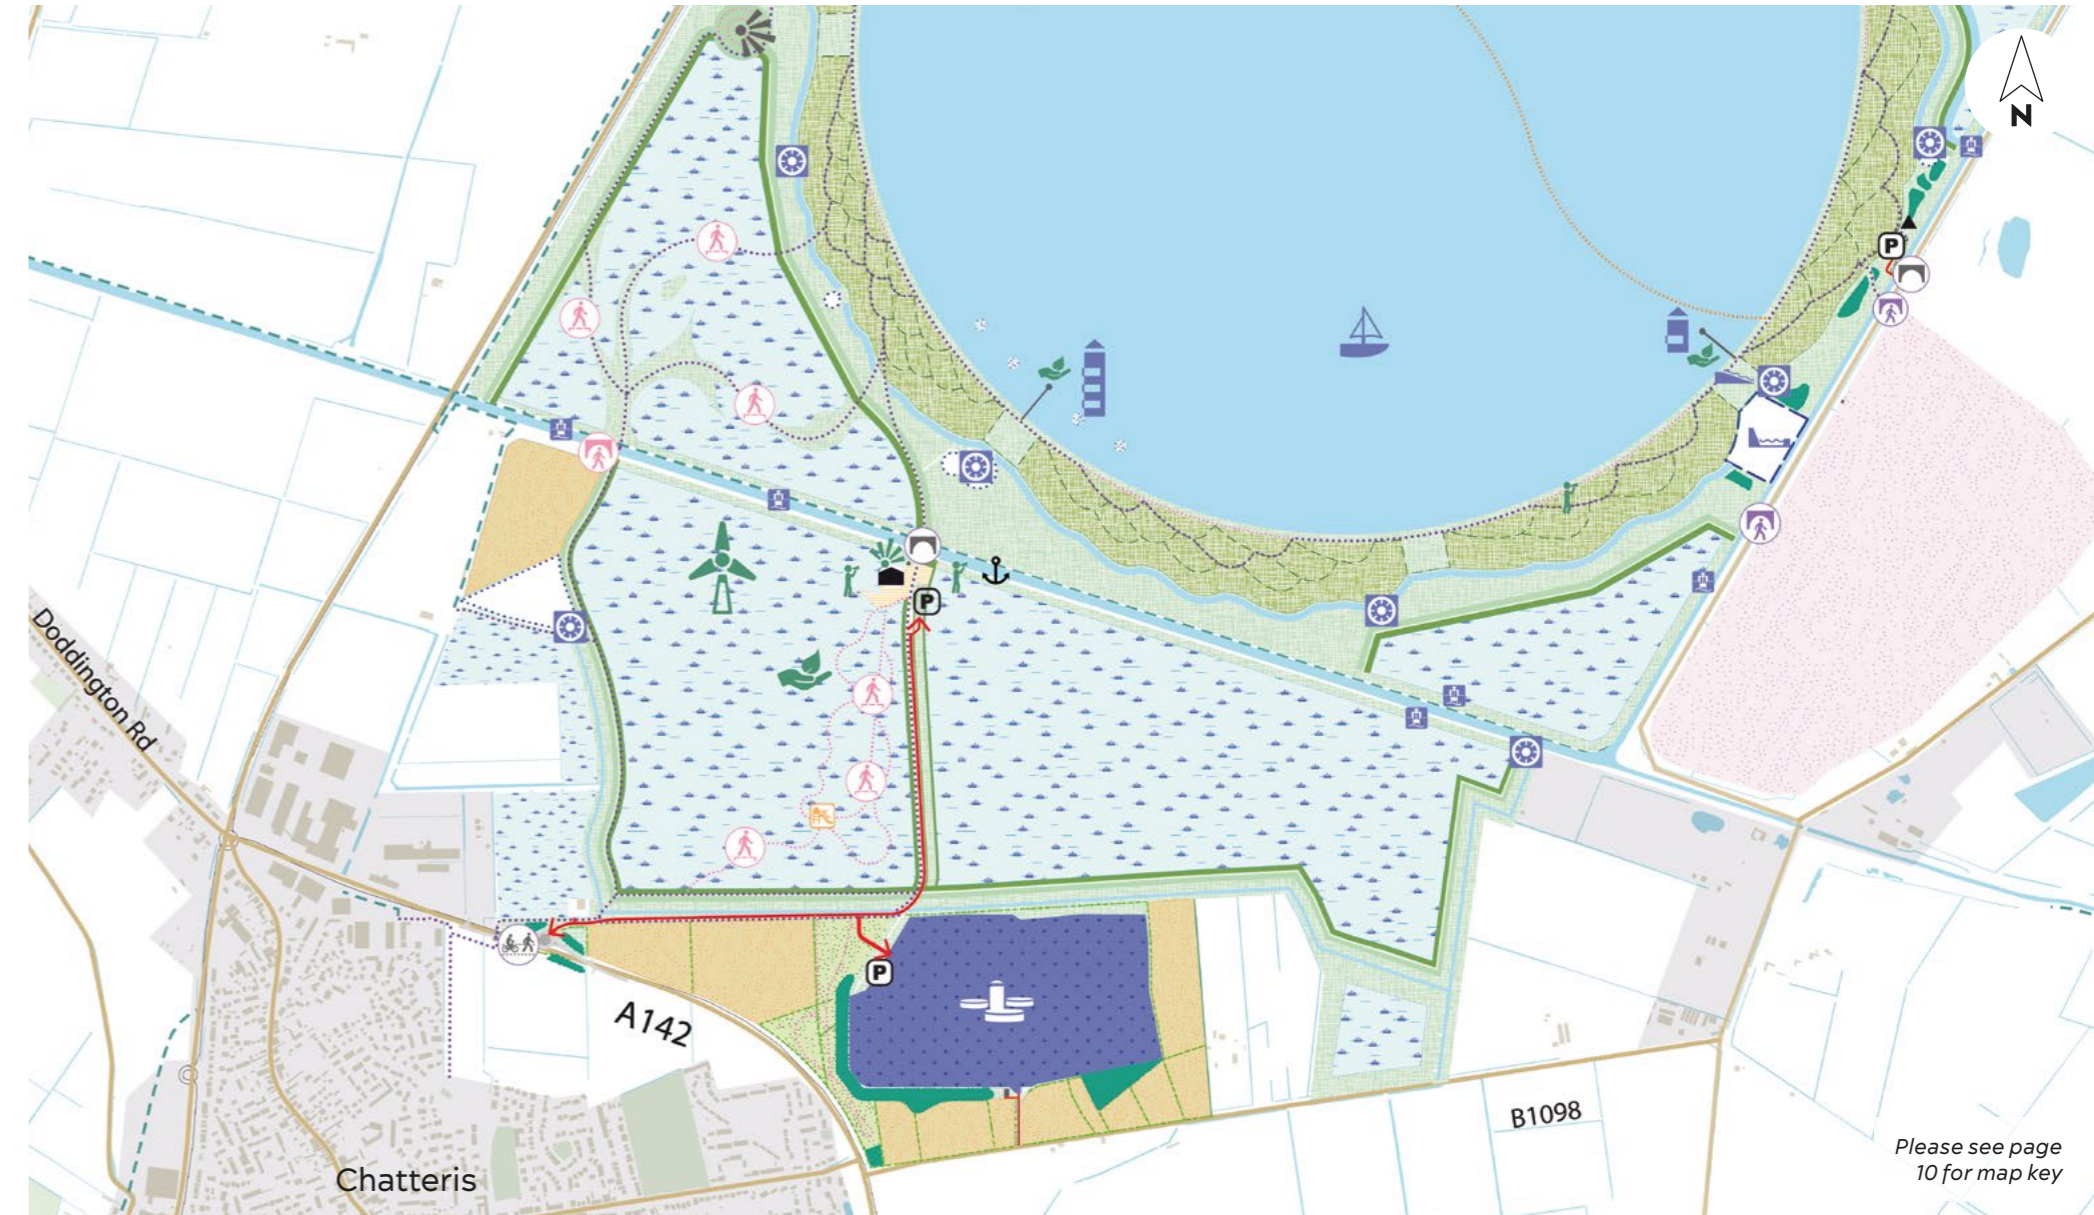 N
P
P
Doddington Rd
P
A142
B1098
Please see page
10 for map key
Chatteris